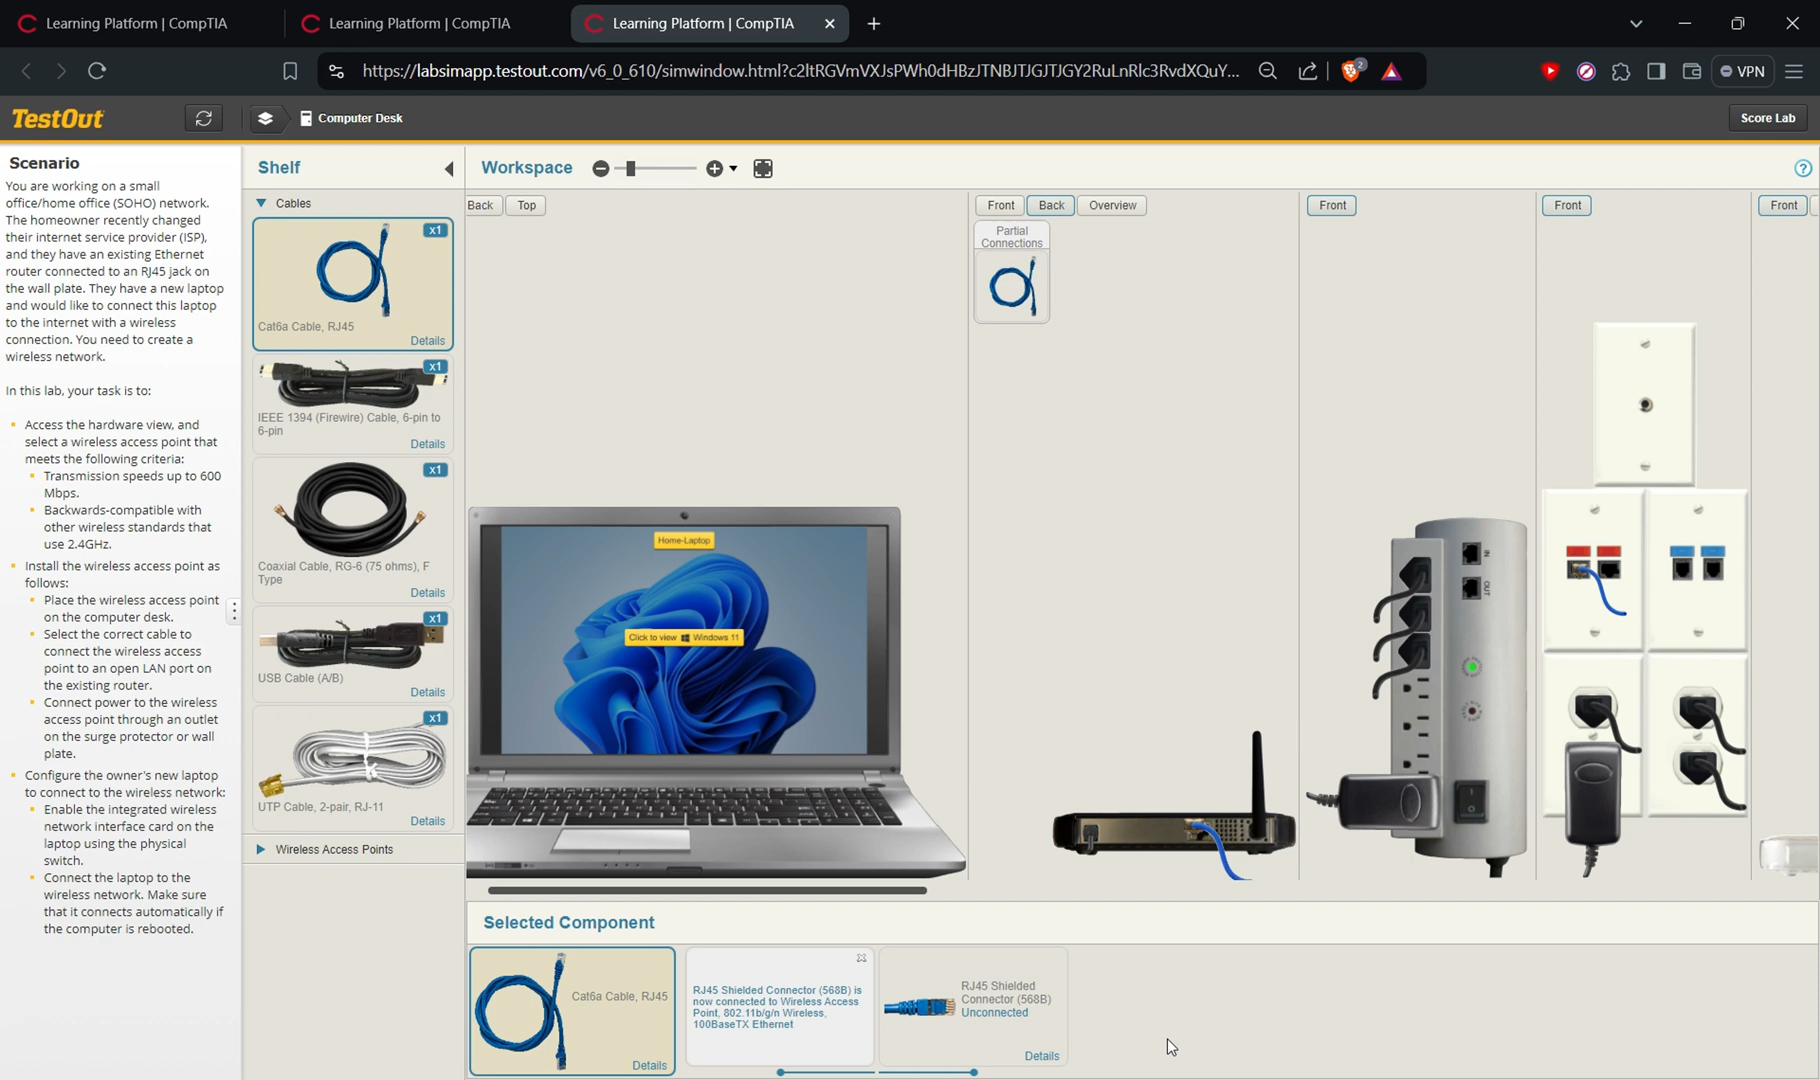 Learning Platform | CompTIA
Learning Platform | CompTIA
Learning Platform | CompTIA
https://labsimapp.testout.com/v6_0_610/simwindow.html?c2ltRGVmVXJsPWh0dHBzJTNBJTJGJTJGY2RuLnRlc3RvdXQuY...
2
VPN
TestOut
Computer Desk
Score Lab
Scenario
You are working on a small
office/home office (SOHO) network.
The homeowner recently changed
their internet service provider (ISP),
and they have an existing Ethernet
router connected to an RJ45 jack on
the wall plate. They have a new laptop
and would like to connect this laptop
to the internet with a wireless
connection. You need to create a
wireless network.
In this lab, your task is to:
Access the hardware view, and
select a wireless access point that
meets the following criteria:
Transmission speeds up to 600
Mbps.
Backwards-compatible with
other wireless standards that
use 2.4GHz.
Install the wireless access point as
follows:
Place the wireless access point
on the computer desk.
Select the correct cable to
connect the wireless access
point to an open LAN port on
the existing router.
Connect power to the wireless
access point through an outlet
on the surge protector or wall
plate.
Configure the owner's new laptop
to connect to the wireless network:
Enable the integrated wireless
network interface card on the
laptop using the physical
switch.
Connect the laptop to the
wireless network. Make sure
that it connects automatically if
the computer is rebooted.
Shelf
Cables
x1
Cat6a Cable, RJ45
Details
x1
IEEE 1394 (Firewire) Cable, 6-pin to
6-pin
Details
x1
Coaxial Cable, RG-6 (75 ohms), F
Type
Details
x1
USB Cable (A/B)
Details
x1
UTP Cable, 2-pair, RJ-11
Details
Wireless Access Points
Workspace
Back
Top
Home-Laptop
Click to view Windows 11
Front
Back
Overview
Partial
Connections
Front
IN
OUT
Front
Front
Selected Component
Cat6a Cable, RJ45
Details
RJ45 Shielded Connector (568B) is
now connected to Wireless Access
Point, 802.11b/g/n Wireless,
100BaseTX Ethernet
RJ45 Shielded
Connector (568B)
Unconnected
Details